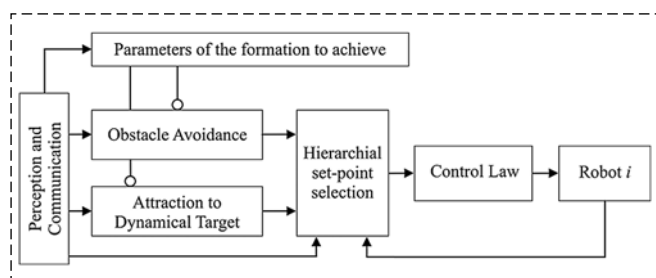 Parameters of the formation to achieve
Perception and
Communication
Obstacle Avoidance
Attraction to
Dynamical Target
Hierarchial
set-point
selection
Control Law
Robot i